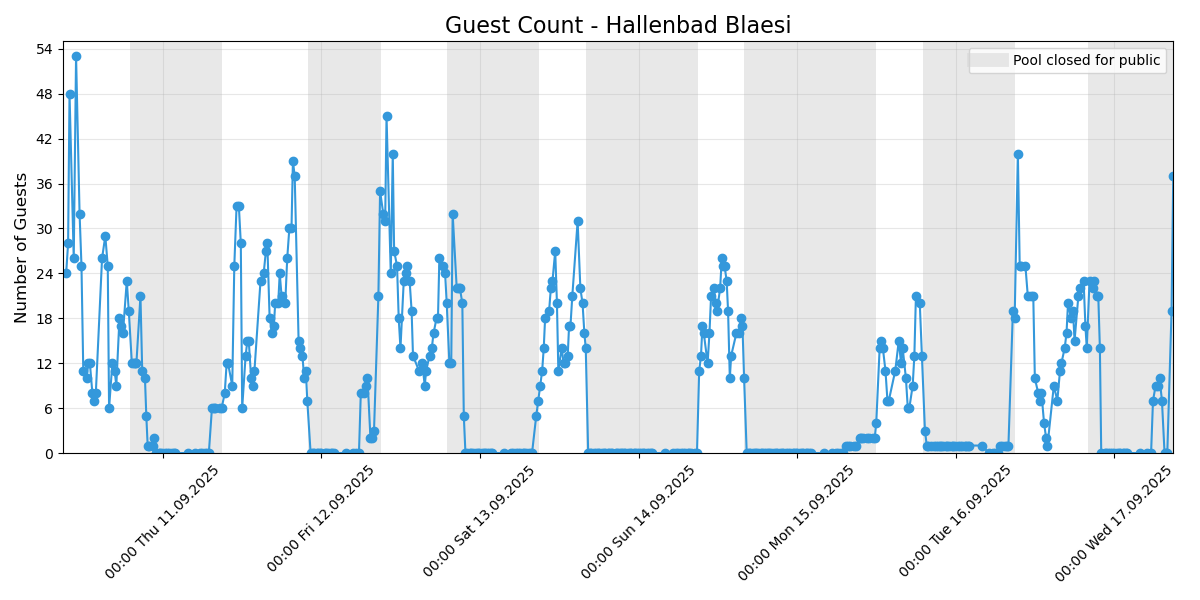 Guest Count - Hallenbad Blaesi
Pool closed for public
Number of Guests
54
48
42
36
30
24
18
12
6
0
00:00 Thu 11.09.2025
00:00 Fri 12.09.2025
00:00 Sat 13.09.2025
00:00 Sun 14.09.2025
00:00 Mon 15.09.2025
00:00 Tue 16.09.2025
00:00 Wed 17.09.2025